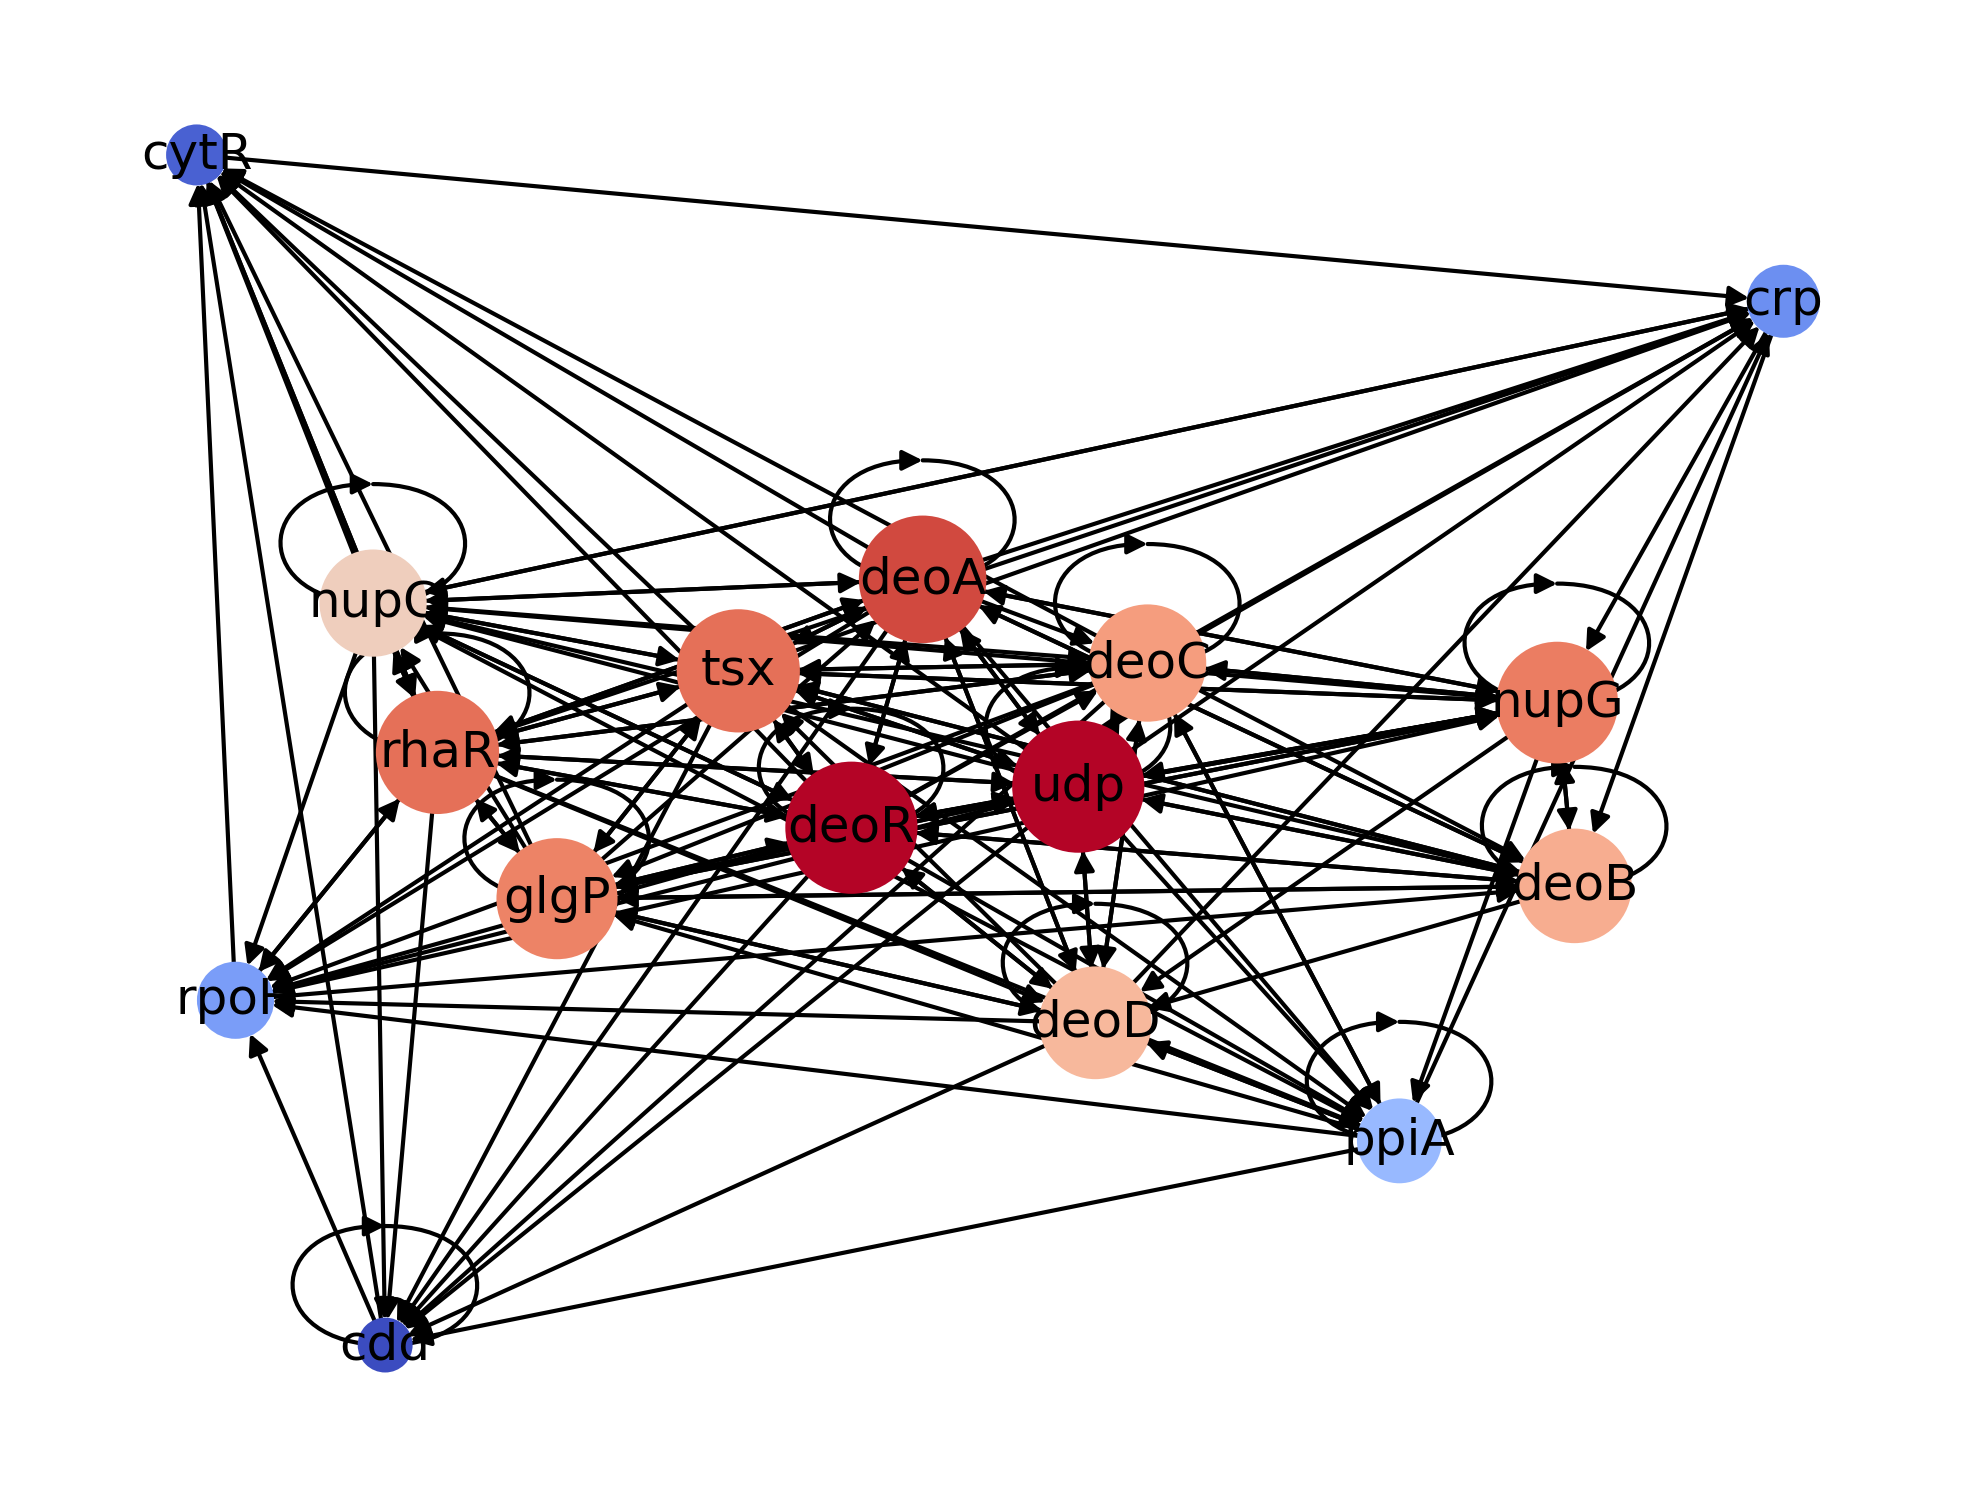 cytR
crp
deoA
nupC
deoC
tsx
nupG
rhaR
udp
deoR
deoB
glgP
rpoH
deoD
ppiA
cdd